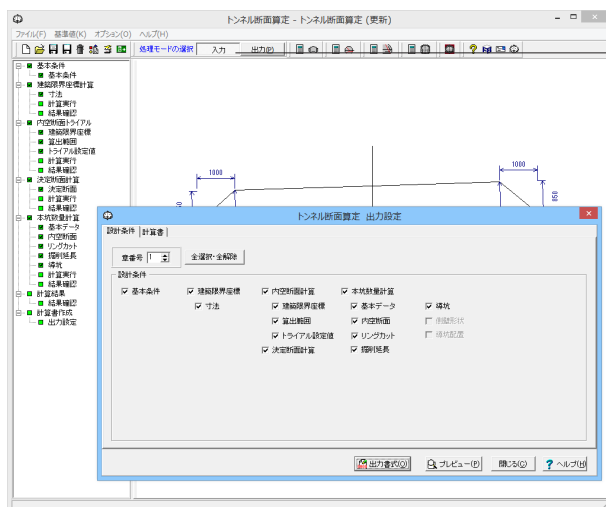 トンネル断面算定 - トンネル断面算定 (更新)
ファイル(F) 基準値(K) オプション(O) ヘルプ(H)
処理モードの選択 入力 出力(P)
基本条件
基本条件
建築限界座標計算
寸法
計算実行
結果確認
内空断面トライアル
建築限界座標
算出範囲
トライアル設定値
計算実行
結果確認
決定断面計算
決定断面
計算実行
結果確認
本坑数量計算
基本データ
内空断面
リングカット
掘削延長
導坑
計算実行
結果確認
計算結果
結果確認
計算書作成
出力設定
1000
1000
850
トンネル断面算定 出力設定
設計条件 計算書
章番号 1 全選択・全解除
設計条件
基本条件 建築限界座標 内空断面計算 本坑数量計算
寸法 建築限界座標 基本データ 導坑
算出範囲 内空断面 側壁形状
トライアル設定値 リングカット 導坑配置
決定断面計算 掘削延長
出力書式(O) プレビュー(P) 閉じる(C) ヘルプ(H)